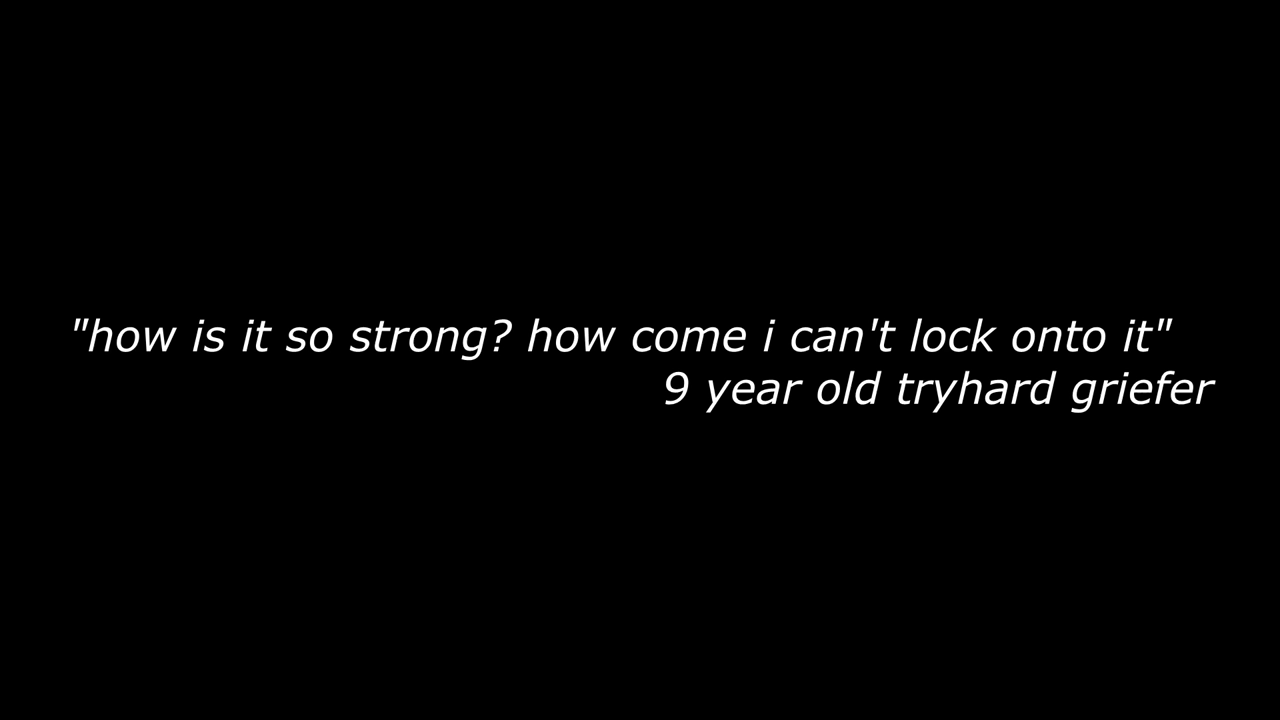 "how is it so strong? how come i can't lock onto it"
9 year old tryhard griefer